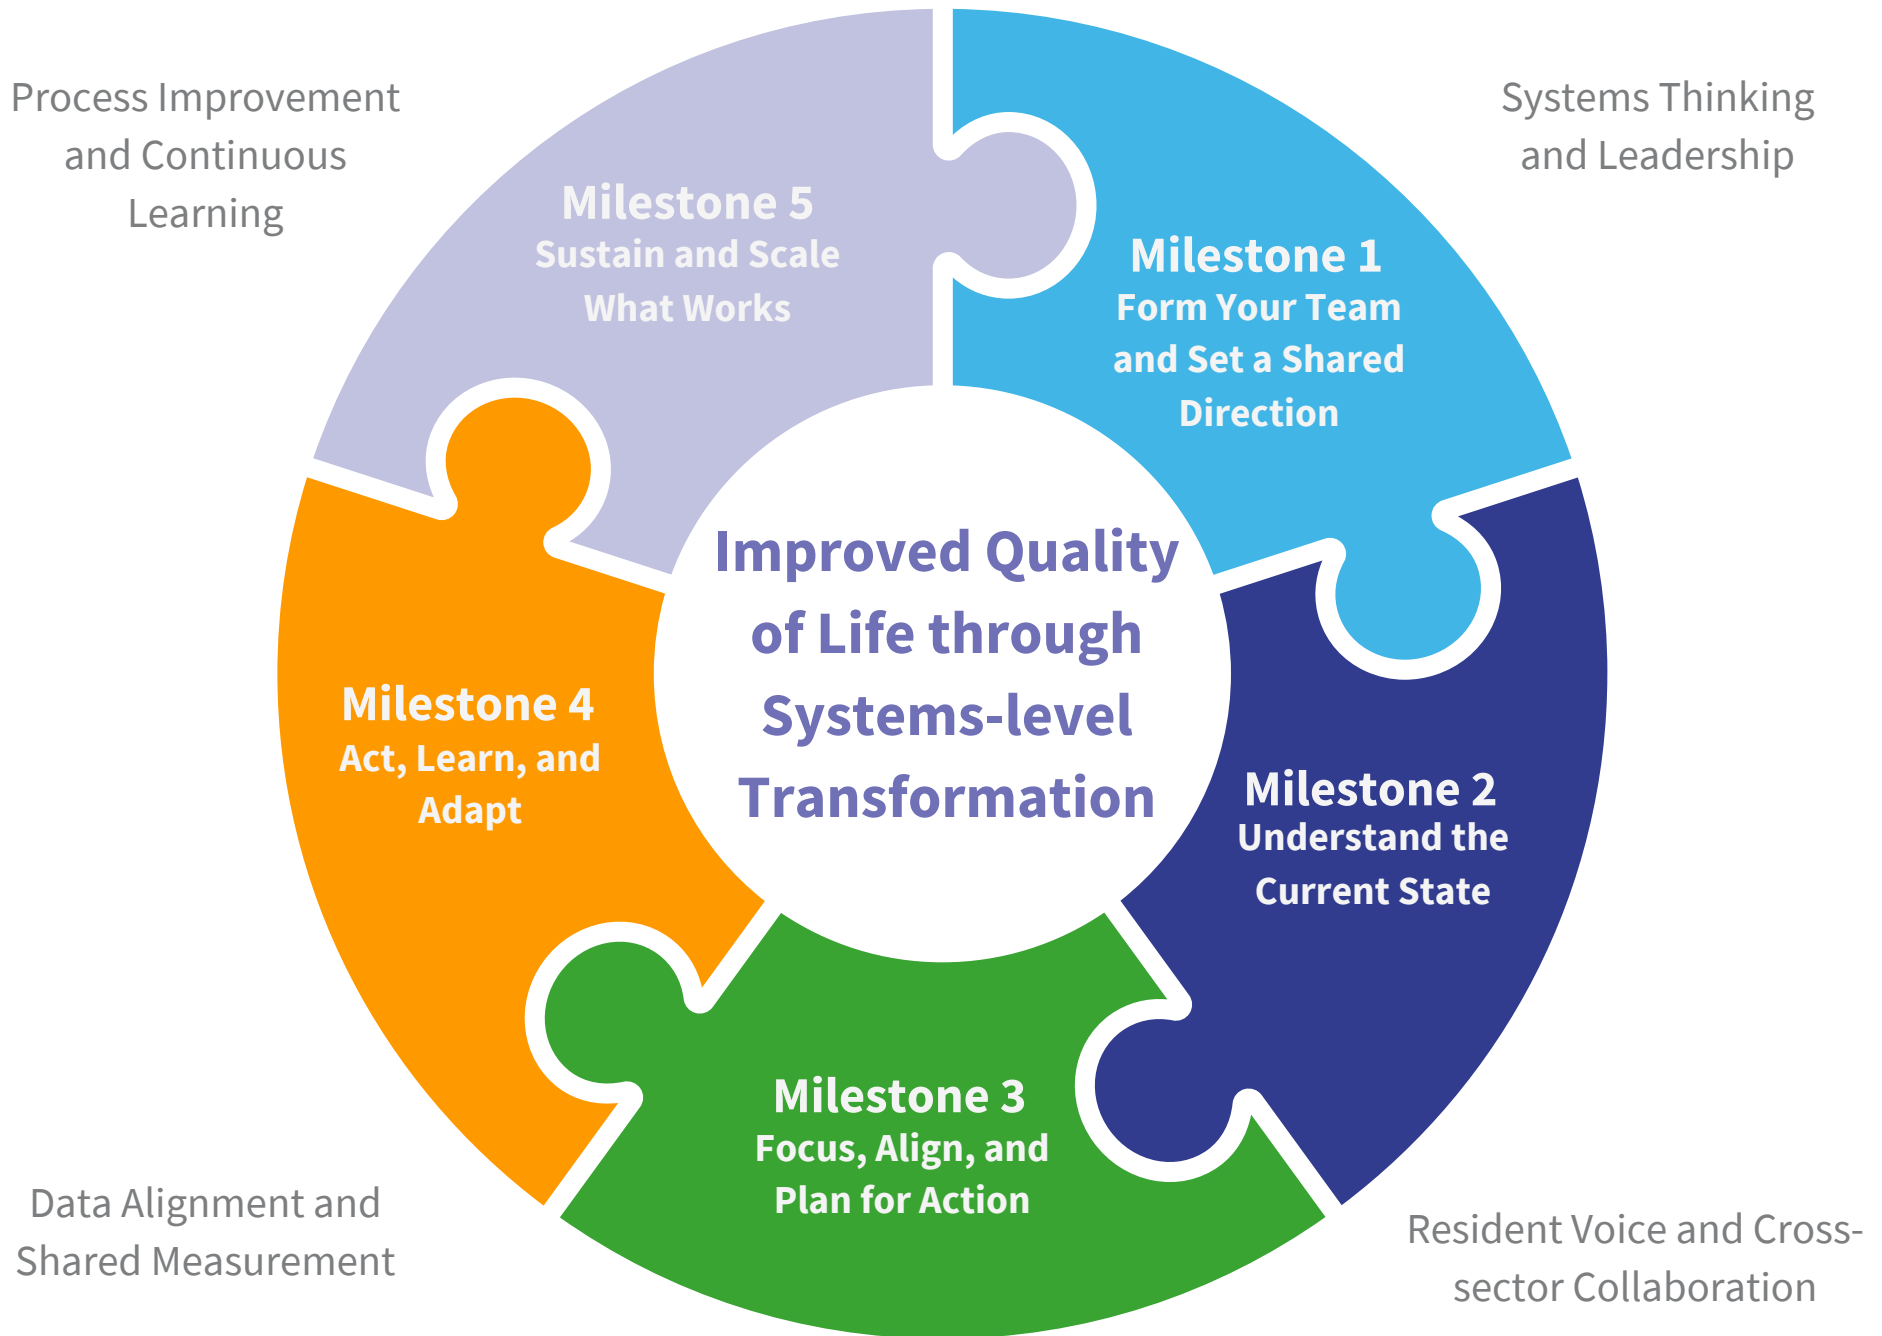 Process Improvement
and Continuous
Learning
Systems Thinking
and Leadership
Milestone 5
Sustain and Scale
What Works
Milestone 1
Form Your Team
and Set a Shared
Direction
Improved Quality
of Life through
Systems-level
Transformation
Milestone 4
Act, Learn, and
Adapt
Milestone 2
Understand the
Current State
Milestone 3
Focus, Align, and
Plan for Action
Data Alignment and
Shared Measurement
Resident Voice and Cross-
sector Collaboration